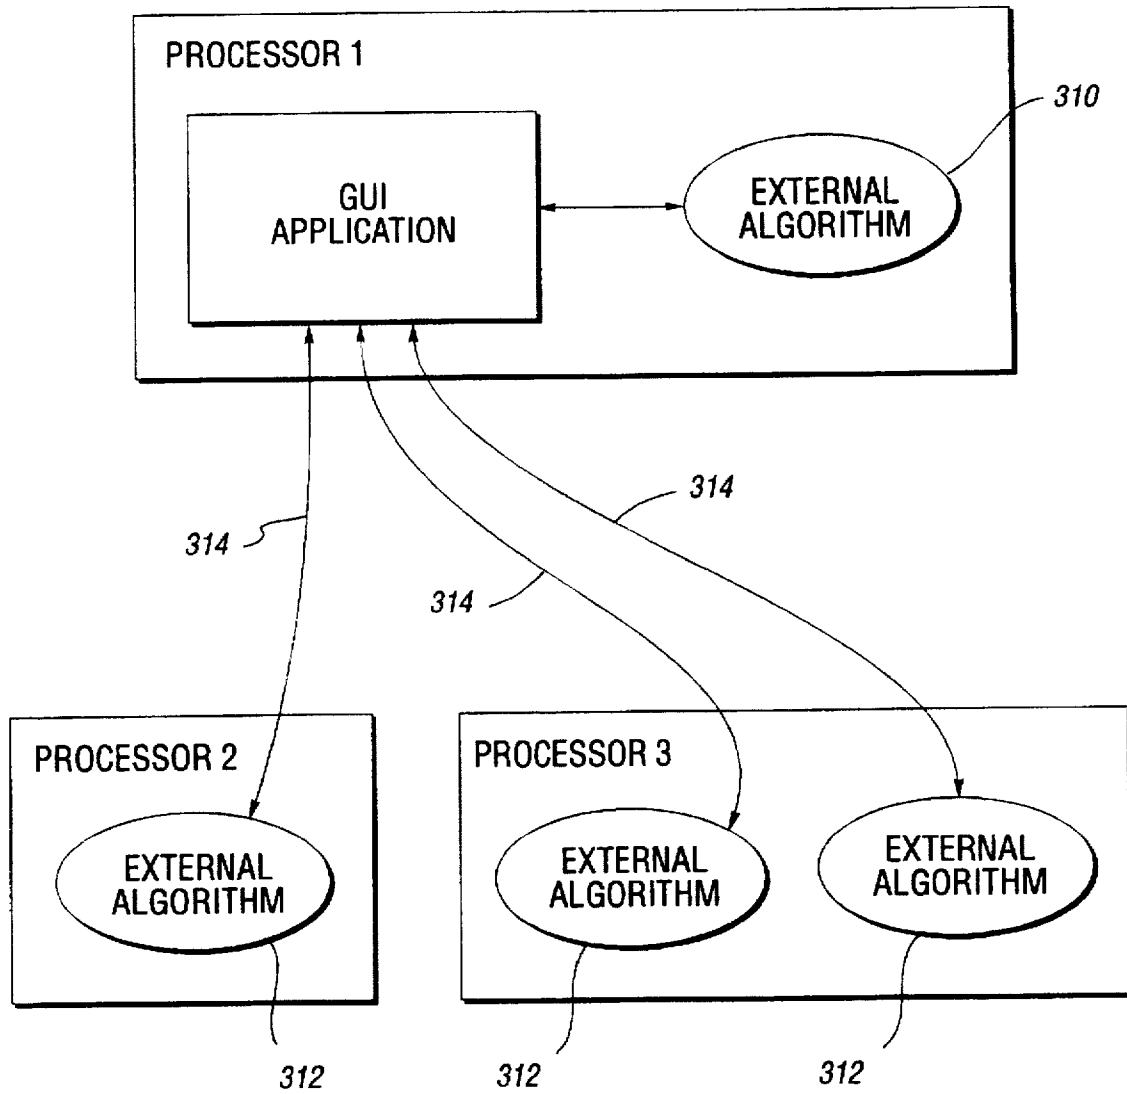 PROCESSOR 1
310
GUI
APPLICATION
EXTERNAL
ALGORITHM
314
314
314
PROCESSOR 2
EXTERNAL
ALGORITHM
312
PROCESSOR 3
EXTERNAL
ALGORITHM
312
EXTERNAL
ALGORITHM
312